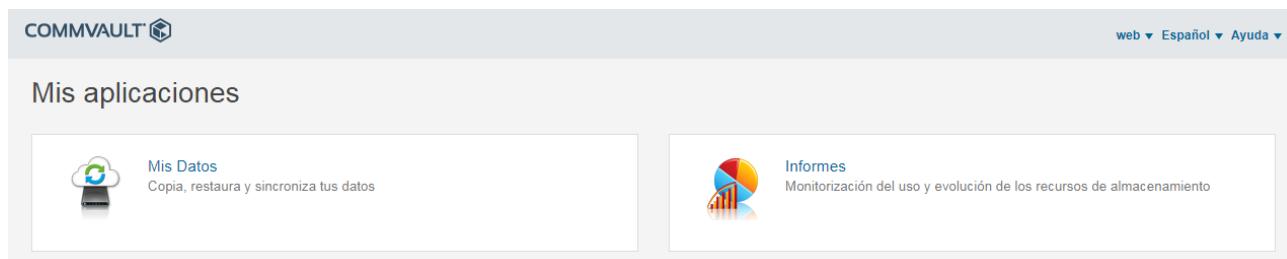 COMMVAULT
web Español Ayuda
Mis aplicaciones
Mis Datos
Copia, restaura y sincroniza tus datos
Informes
Monitorización del uso y evolución de los recursos de almacenamiento